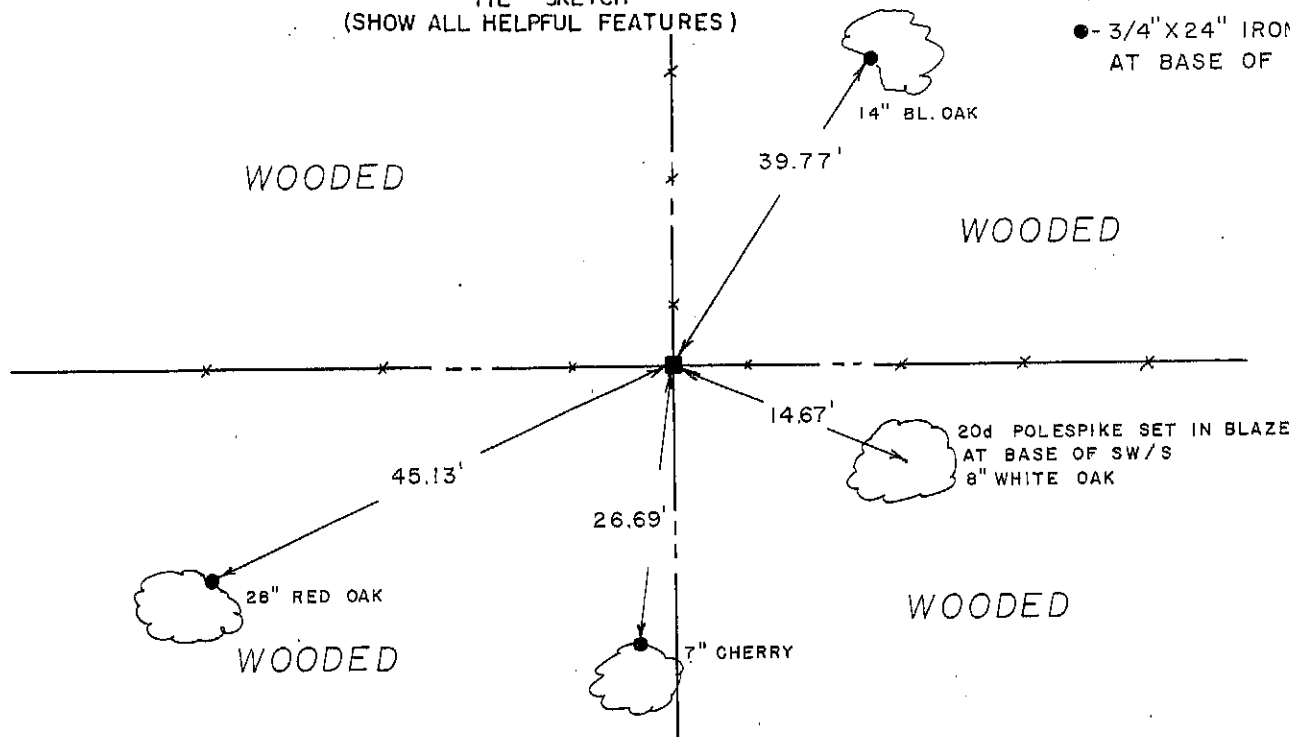 TIE SKETCH
(SHOW ALL HELPFUL FEATURES)
●-3/4"X24" IRON
AT BASE OF
14" BL. OAK
39.77'
WOODED
WOODED
14.67'
20d POLESPIKE SET IN BLAZE
AT BASE OF SW/S
8" WHITE OAK
45.13'
26.69'
28" RED OAK
WOODED
7" CHERRY
WOODED